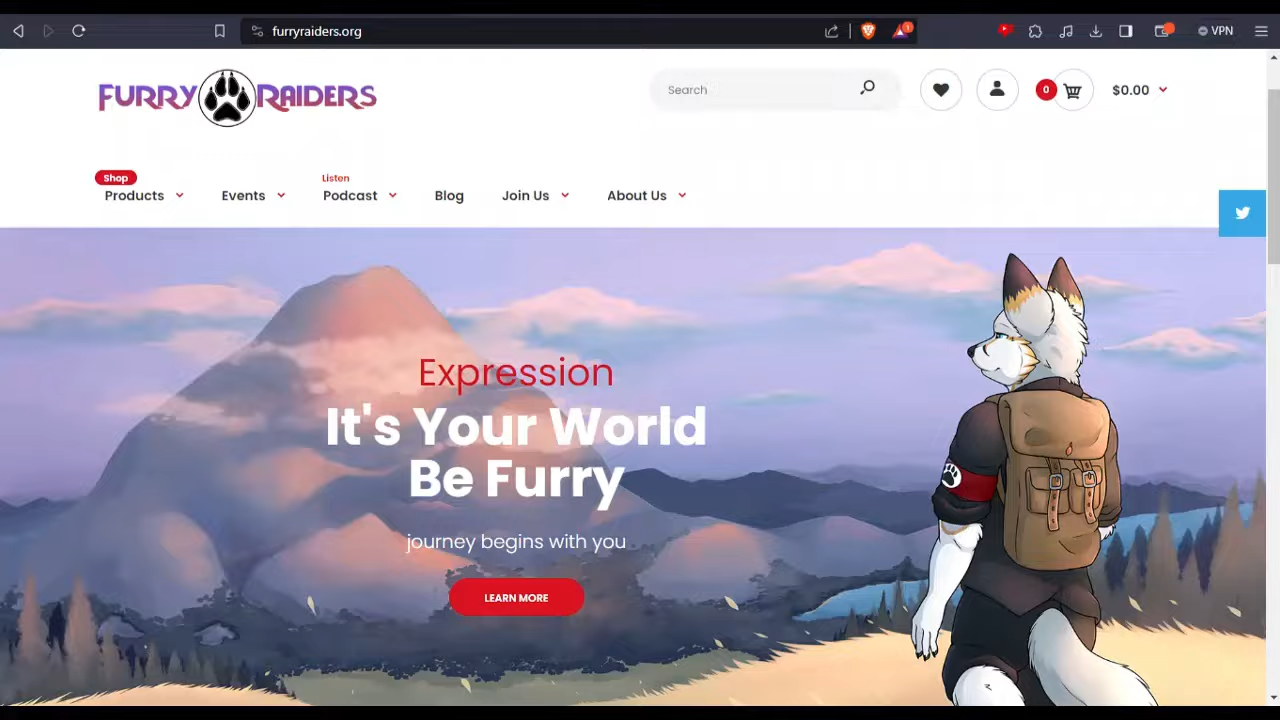 furryraiders.org
1
VPN
FURRY RAIDERS
Search
0
$0.00
Shop
Listen
Products
Events
Podcast
Blog
Join Us
About Us
Expression
It's Your World
Be Furry
journey begins with you
LEARN MORE